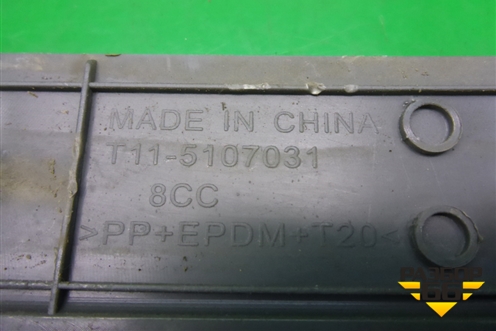 MADE IN CHINA
T11-5107031
8CC
>PP+EPDM+T20<